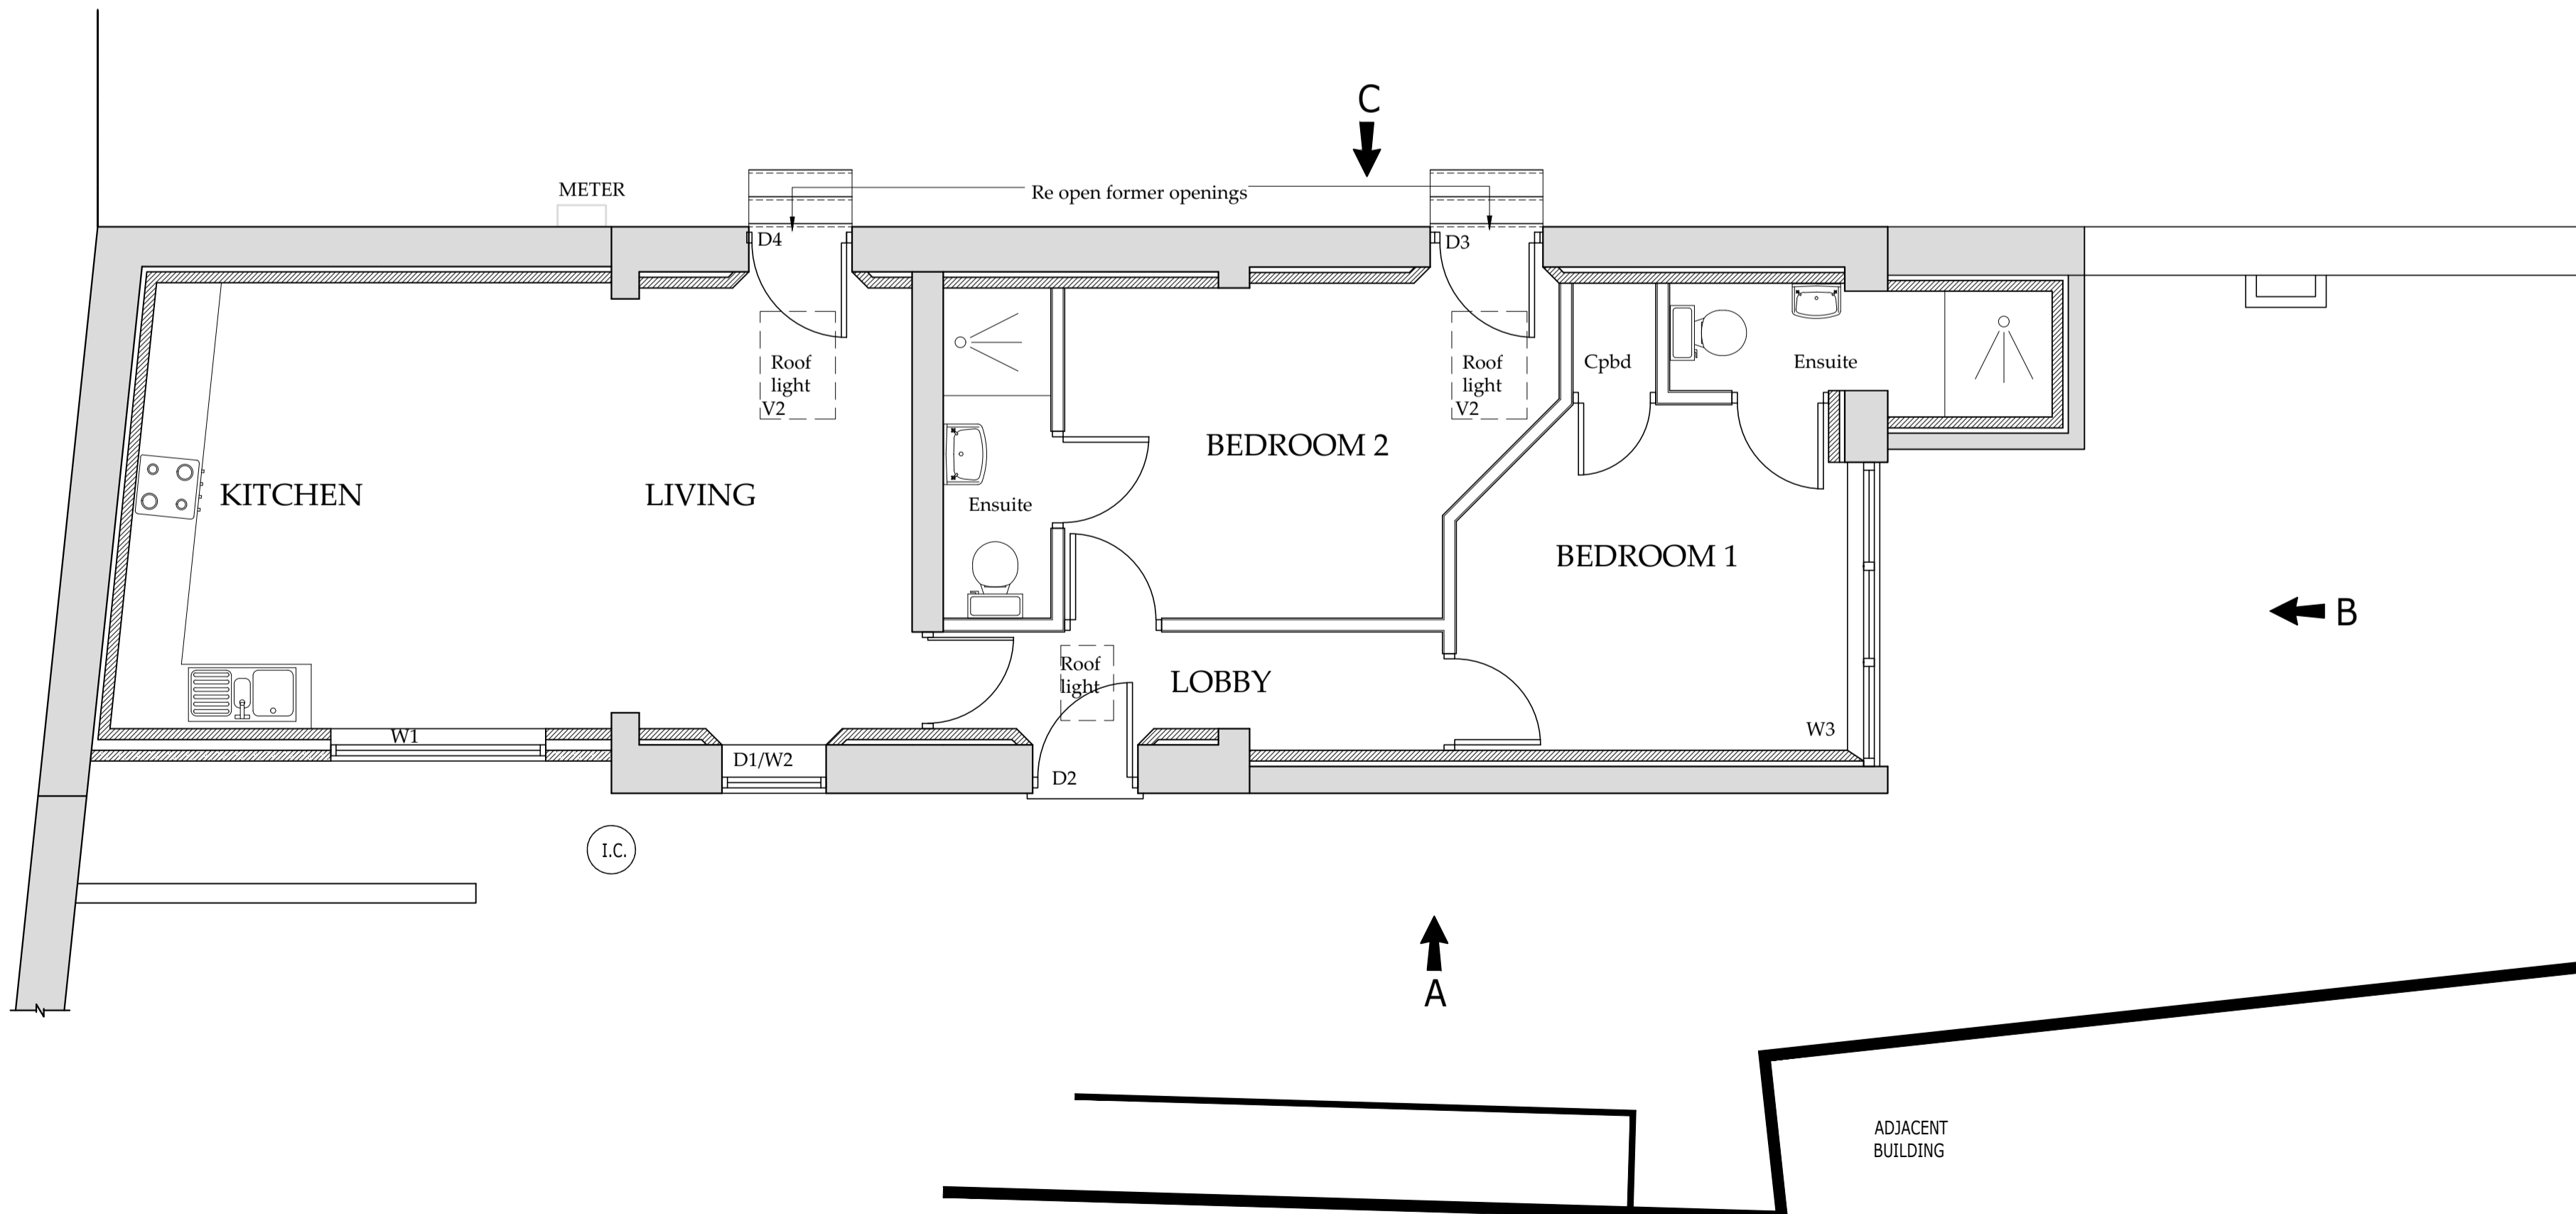 C
METER
Re open former openings
D4
D3
Roof
light
V2
Roof
light
V2
Cpbd
Ensuite
BEDROOM 2
KITCHEN
LIVING
Ensuite
BEDROOM 1
B
Roof
light
LOBBY
W3
W1
D1/W2
D2
I.C.
A
ADJACENT
BUILDING